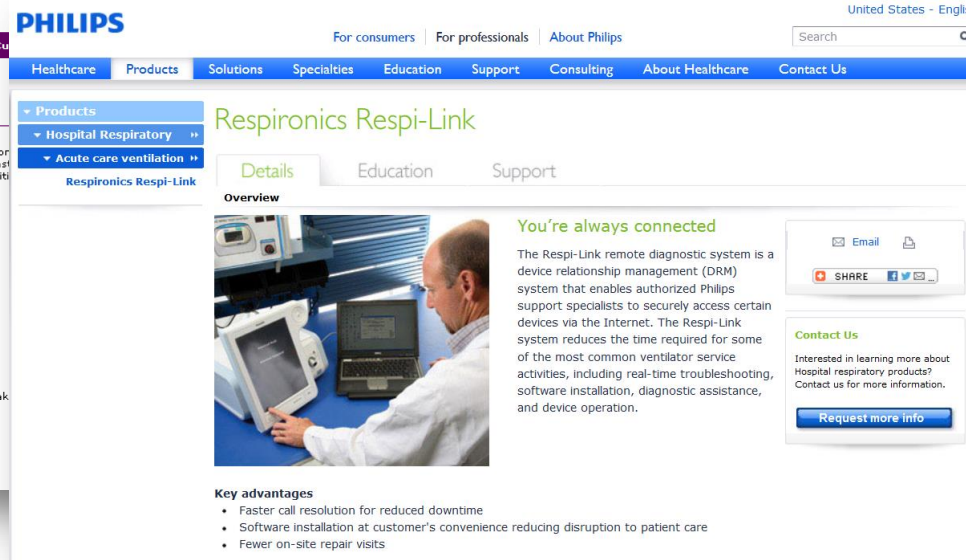 United States - Englis
PHILIPS
For consumers For professionals About Philips
Search
Healthcare Products Solutions Specialties Education Support Consulting About Healthcare Contact Us
Products
Hospital Respiratory
Acute care ventilation
Respironics Respi-Link
Respironics Respi-Link
Details Education Support
Overview
You're always connected
The Respi-Link remote diagnostic system is a
device relationship management (DRM)
system that enables authorized Philips
support specialists to securely access certain
devices via the Internet. The Respi-Link
system reduces the time required for some
of the most common ventilator service
activities, including real-time troubleshooting,
software installation, diagnostic assistance,
and device operation.
Email
SHARE
Contact Us
Interested in learning more about
Hospital respiratory products?
Contact us for more information.
Request more info
Key advantages
• Faster call resolution for reduced downtime
• Software installation at customer's convenience reducing disruption to patient care
• Fewer on-site repair visits